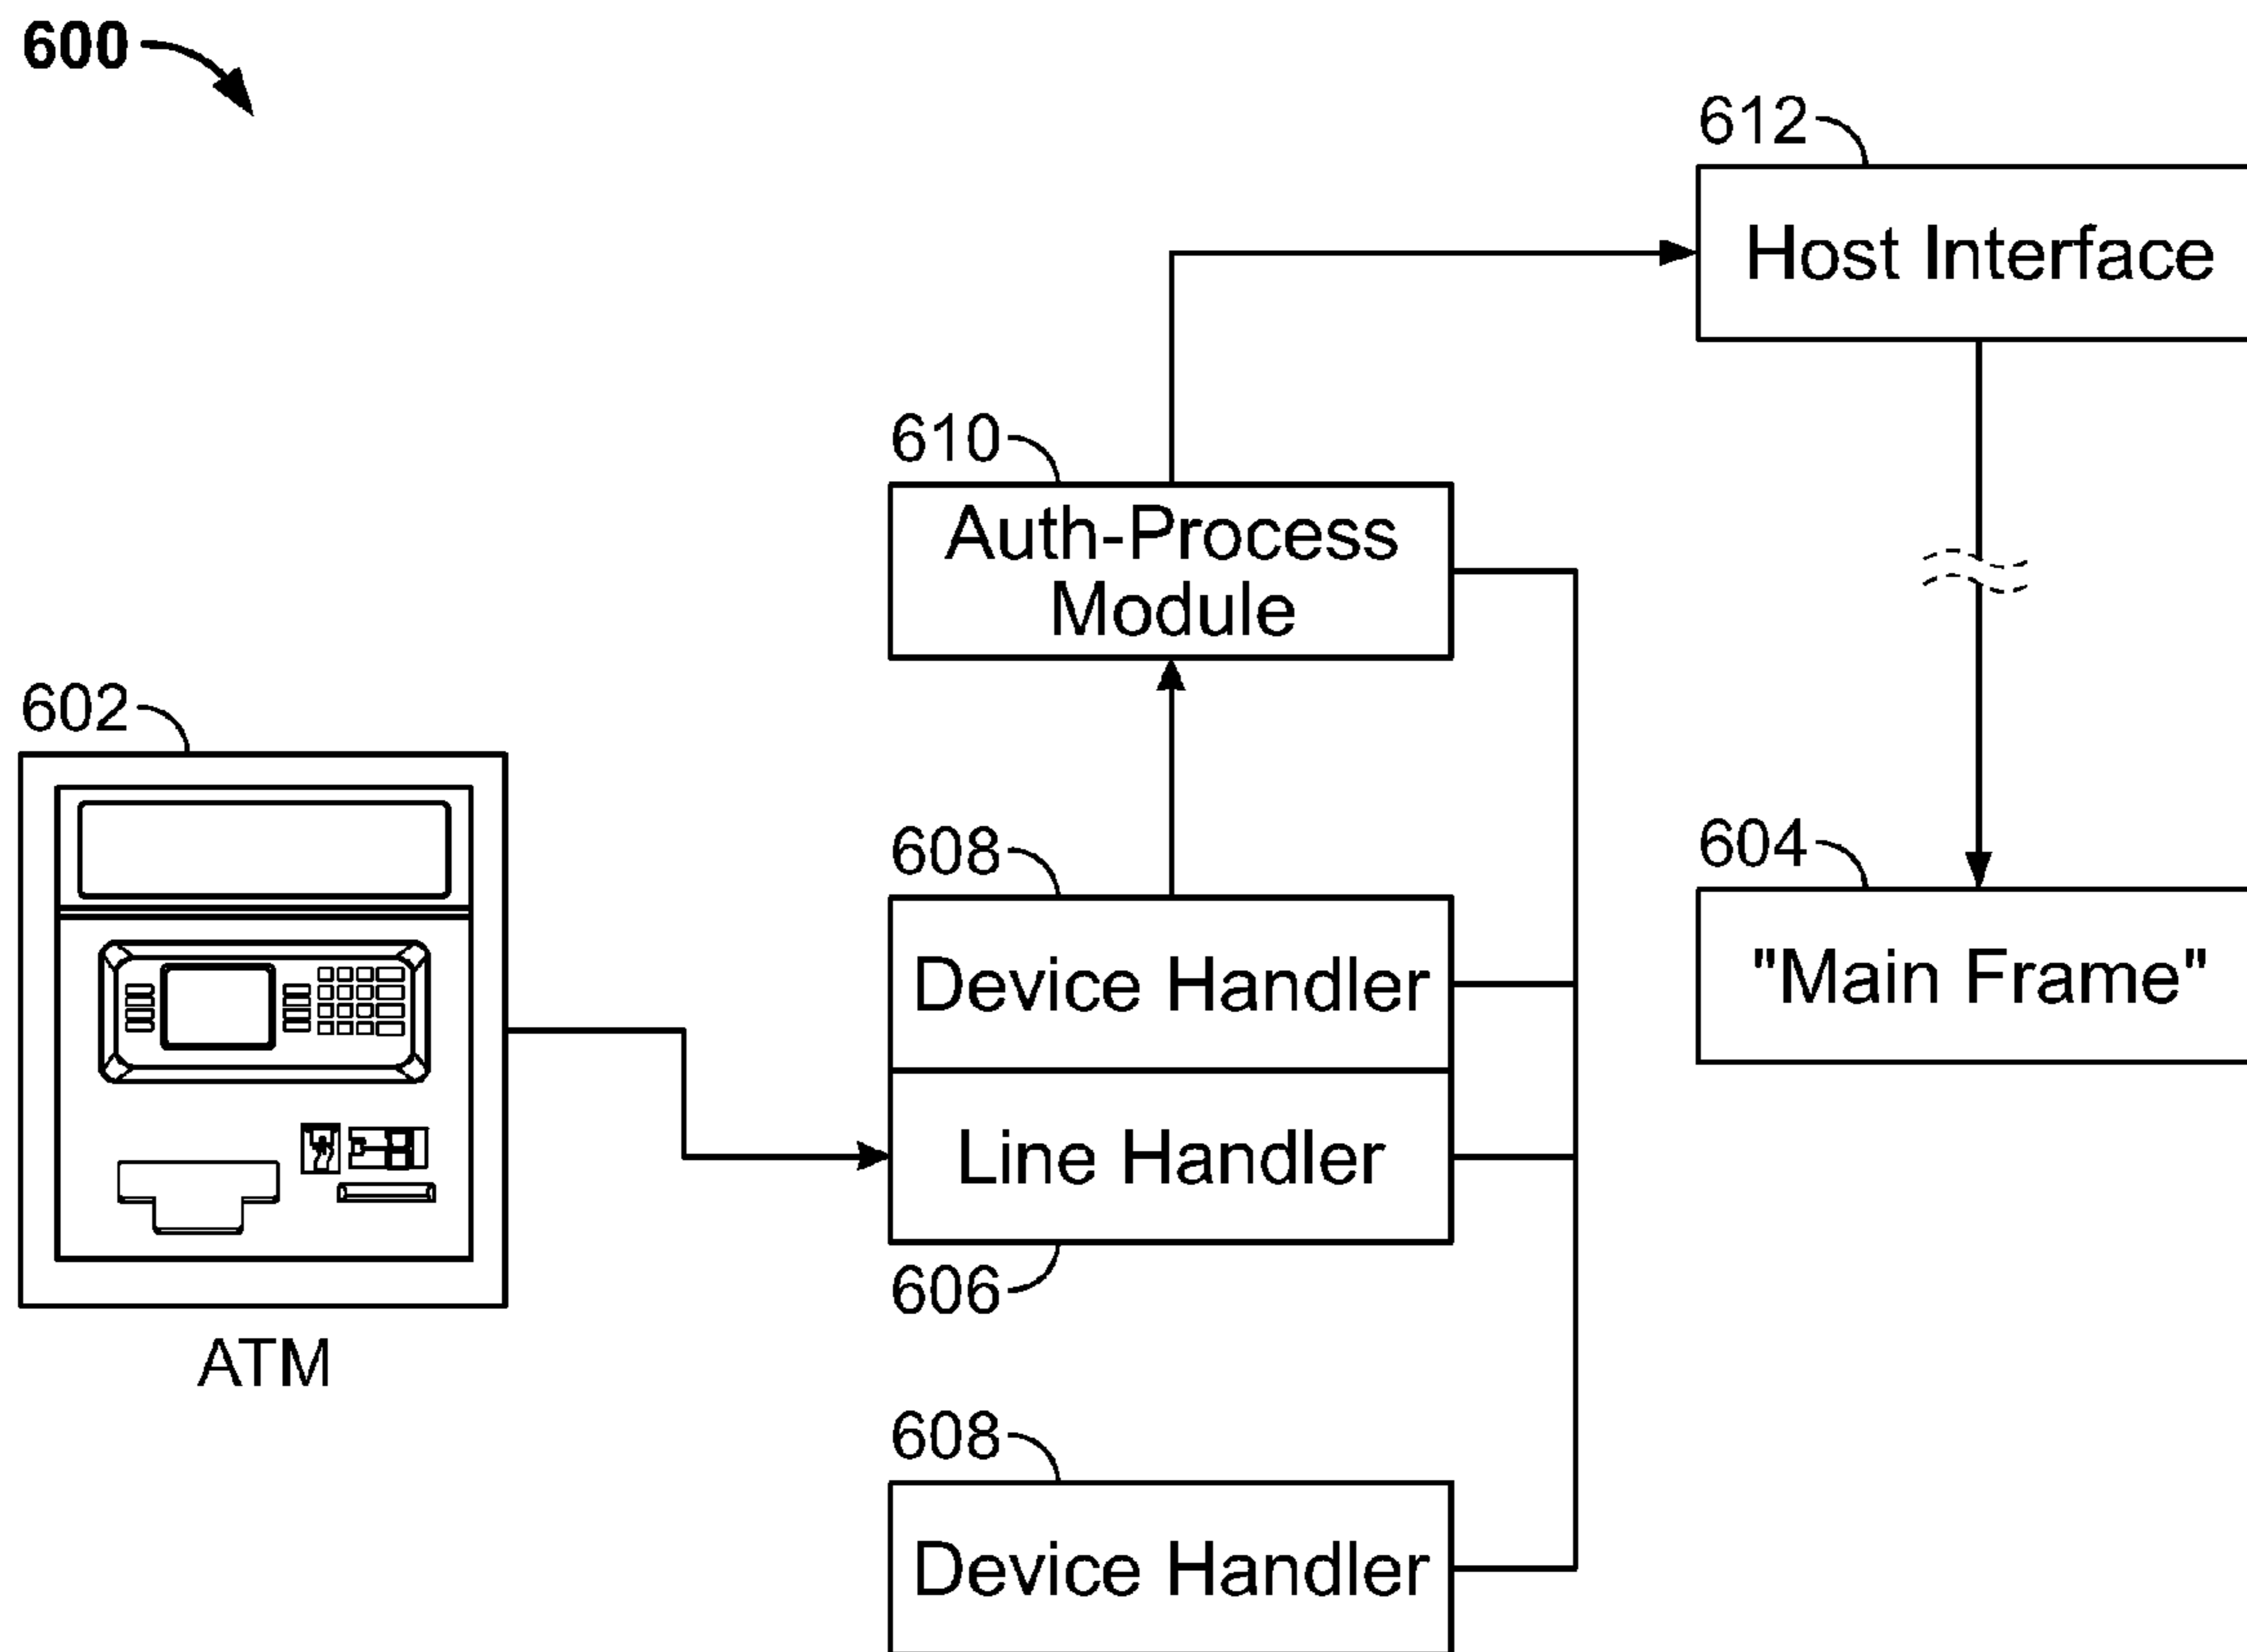 600
612
Host Interface
610
Auth-Process
Module
602
608
604
Device Handler
"Main Frame"
Line Handler
606
ATM
608
Device Handler